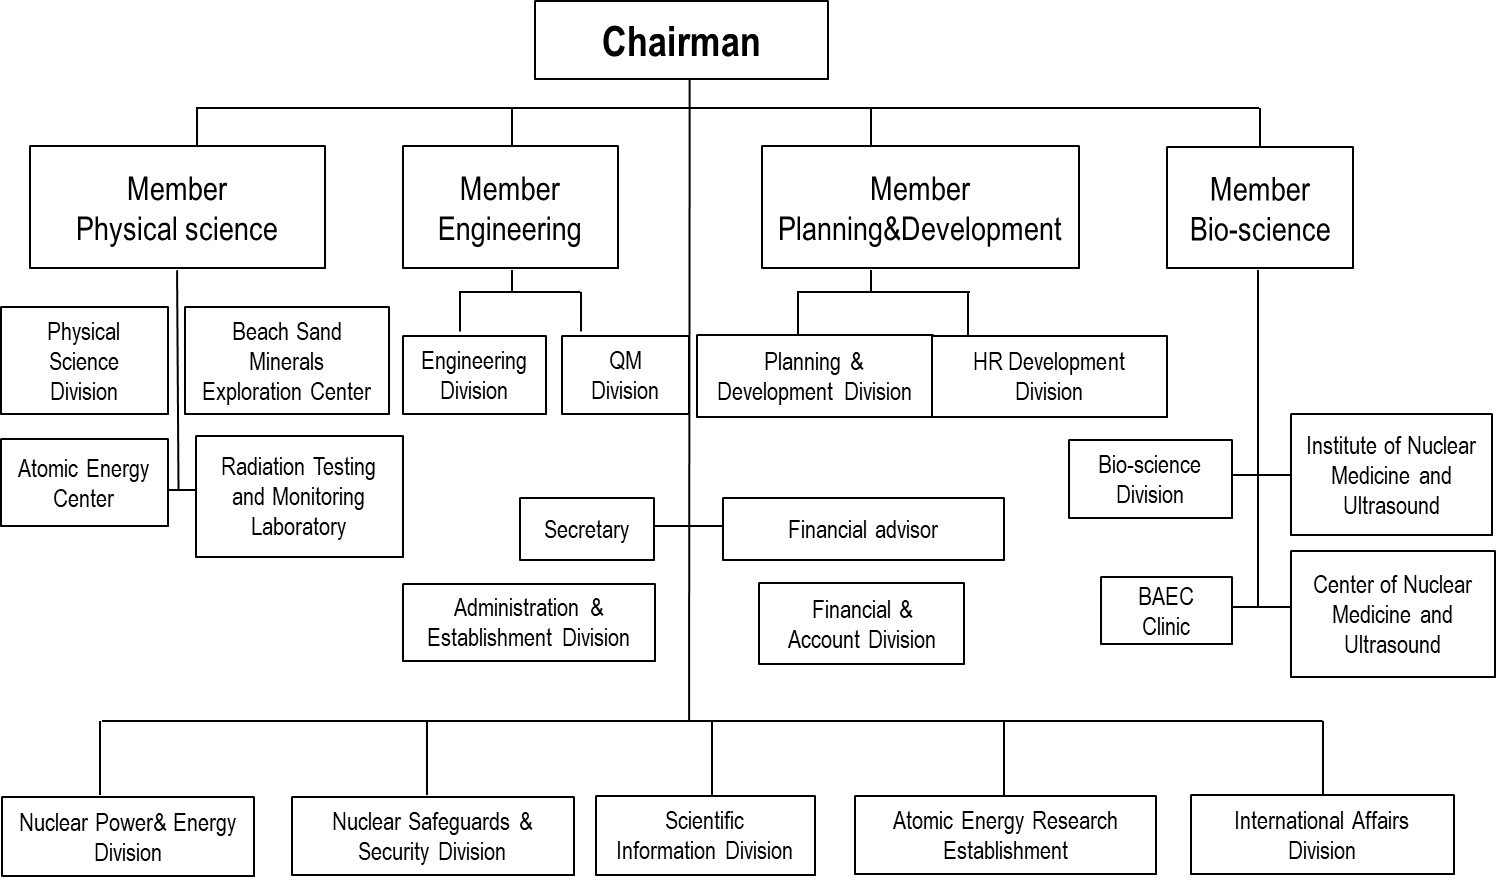 Chairman
Member
Physical science
Member
Engineering
Member
Planning&Development
Member
Bio-science
Physical
Science
Division
Beach Sand
Minerals
Exploration Center
Engineering
Division
QM
Division
Planning &
Development Division
HR Development
Division
Atomic Energy
Center
Radiation Testing
and Monitoring
Laboratory
Bio-science
Division
Institute of Nuclear
Medicine and
Ultrasound
Secretary
Financial advisor
Administration &
Establishment Division
Financial &
Account Division
BAEC
Clinic
Center of Nuclear
Medicine and
Ultrasound
Nuclear Power& Energy
Division
Nuclear Safeguards &
Security Division
Scientific
Information Division
Atomic Energy Research
Establishment
International Affairs
Division